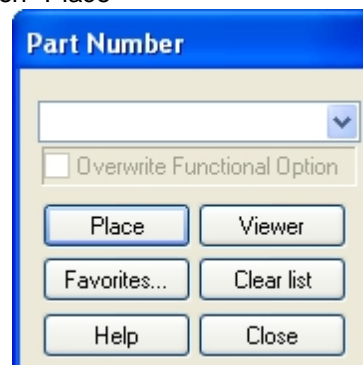 Place
Part Number
Overwrite Functional Option
Place Viewer
Favorites... Clear list
Help Close